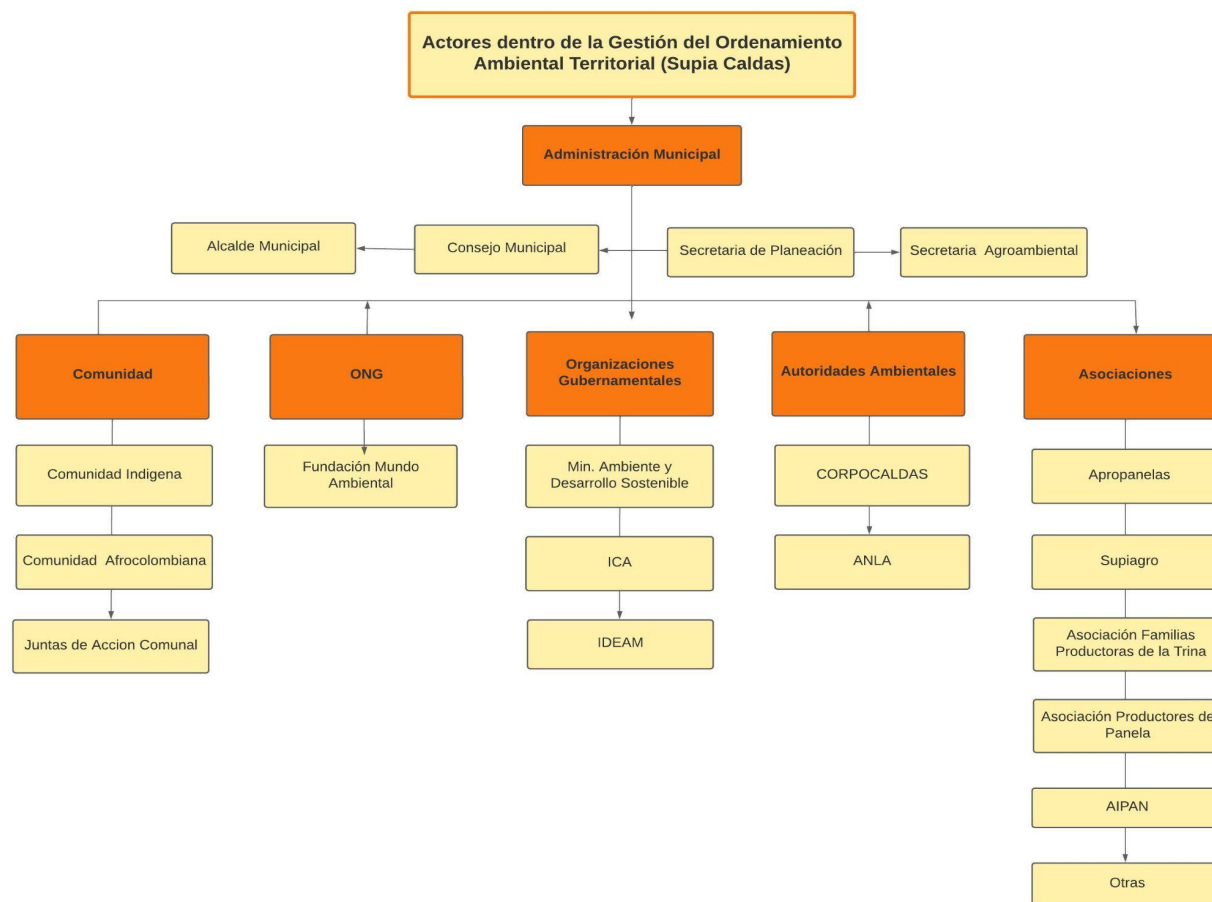 Actores dentro de la Gestión del Ordenamiento
Ambiental Territorial (Supia Caldas)
Administración Municipal
Alcalde Municipal
Consejo Municipal
Secretaria de Planeación
Secretaria Agroambiental
Comunidad
ONG
Organizaciones
Gubernamentales
Autoridades Ambientales
Asociaciones
Comunidad Indigena
Comunidad Afrocolombiana
Juntas de Accion Comunal
Fundación Mundo
Ambiental
Min. Ambiente y
Desarrollo Sostenible
ICA
IDEAM
CORPOCALDAS
ANLA
Apropanelas
Supiagro
Asociación Familias
Productoras de la Trina
Asociación Productores de
Panela
AIPAN
Otras